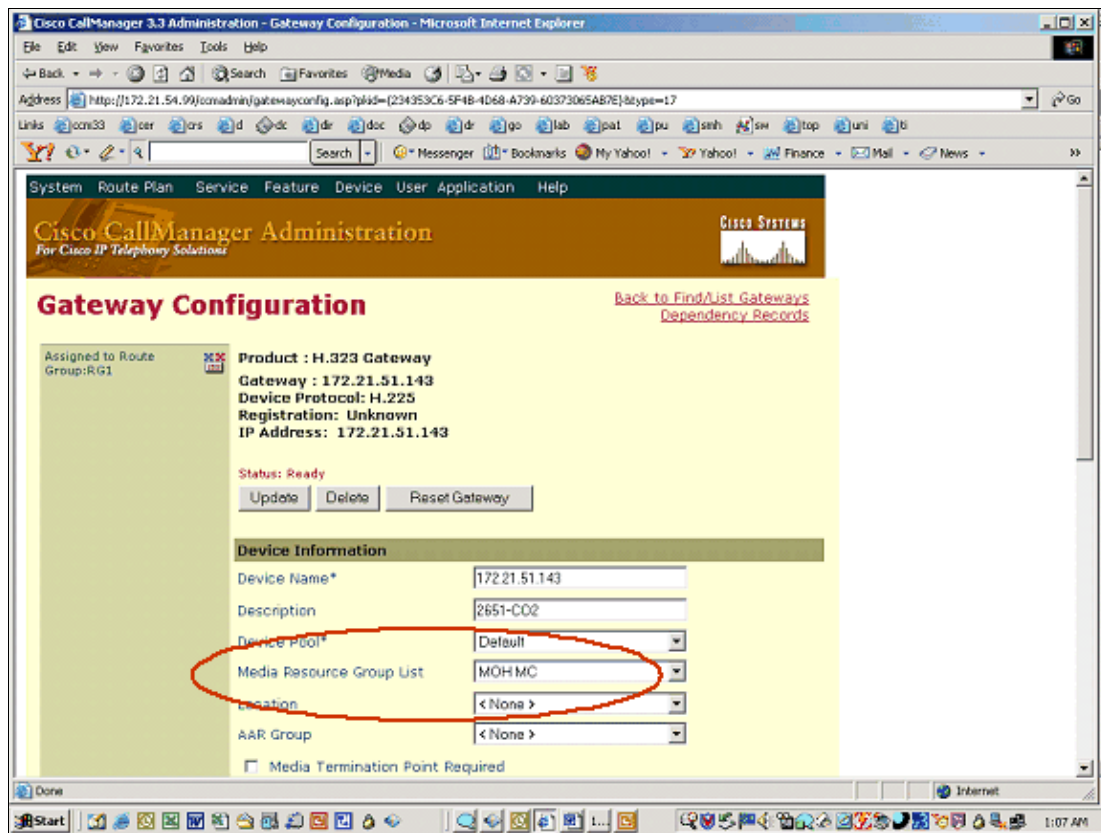 Cisco CallManager 3.3 Administration - Gateway Configuration - Microsoft Internet Explorer
File Edit View Favorites Tools Help
Back Search Favorites Media
Address http://172.21.54.99/ccmadmin/gatewayconfig.asp?pkid={234353C6-5F4B-4D68-A739-60373065AB7E}&type=17 Go
Links ccm33 cer crs d dc dir doc dp dr go lab pat pu smh sw top uni ti
Y! Search Messenger Bookmarks My Yahoo! Yahoo! Finance Mail News »
System Route Plan Service Feature Device User Application Help
Cisco CallManager Administration
For Cisco IP Telephony Solutions
CISCO SYSTEMS
Gateway Configuration
Back to Find/List Gateways
Dependency Records
Assigned to Route
Group:RG1
Product : H.323 Gateway
Gateway : 172.21.51.143
Device Protocol: H.225
Registration: Unknown
IP Address: 172.21.51.143
Status: Ready
Update Delete Reset Gateway
Device Information
Device Name* 172.21.51.143
Description 2651-CO2
Device Pool* Default
Media Resource Group List MOH MC
Location < None >
AAR Group < None >
Media Termination Point Required
Done Internet
Start 1... 1:07 AM